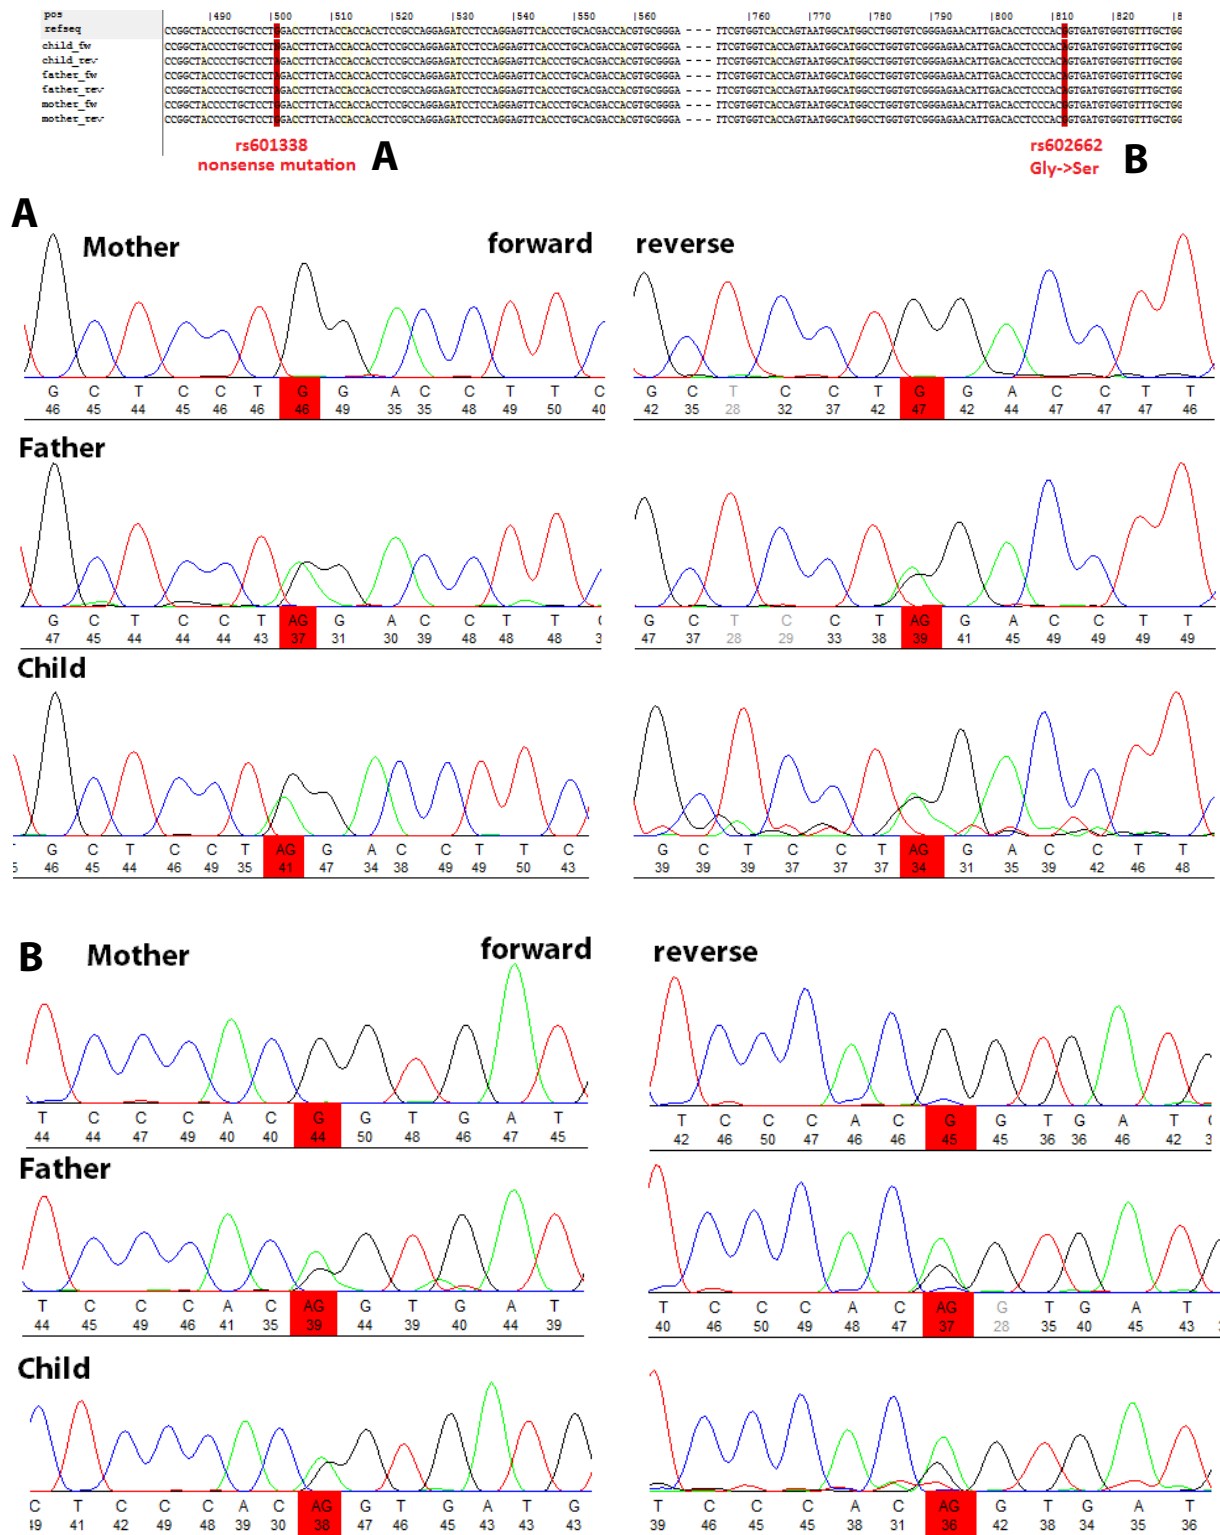 pos |490 |500 |510 |520 |530 |540 |550 |560 |760 |770 |780 |790 |800 |810 |820 |8
refseq CCGGCTACCCCTGCTCCTGGACCTTCTACCACCACCTCCGCCAGGAGATCCTCCAGGAGTTCACCCTGCACGACCACGTGCGGGA ---- TTCGTGGTCACCAGTAATGGCATGGCCTGGTGTCGGGAGAACATTGACACCTCCCACGGTGATGTGGTGTTTGCTGG
child_fw CCGGCTACCCCTGCTCCTRGACCTTCTACCACCACCTCCGCCAGGAGATCCTCCAGGAGTTCACCCTGCACGACCACGTGCGGGA ---- TTCGTGGTCACCAGTAATGGCATGGCCTGGTGTCGGGAGAACATTGACACCTCCCACRGTGATGTGGTGTTTGCTGG
child_rev
father_fw
father_rev
mother_fw CCGGCTACCCCTGCTCCTGGACCTTCTACCACCACCTCCGCCAGGAGATCCTCCAGGAGTTCACCCTGCACGACCACGTGCGGGA ---- TTCGTGGTCACCAGTAATGGCATGGCCTGGTGTCGGGAGAACATTGACACCTCCCACGGTGATGTGGTGTTTGCTGG
mother_rev CCGGCTACCCCTGCTCCTGGACCTTCTACCACCACCTCCGCCAGGAGATCCTCCAGGAGTTCACCCTGCACGACCACGTGCGGGA ---- TTCGTGGTCACCAGTAATGGCATGGCCTGGTGTCGGGAGAACATTGACACCTCCCACGGTGATGTGGTGTTTGCTGG
rs601338
nonsense mutation A
rs602662
Gly->Ser B
A
Mother forward reverse
G C T C C T G G A C C T T C
46 45 44 45 46 46 46 49 35 35 48 49 50 40
G C T C C T G G A C C T T
42 35 28 32 37 42 47 42 44 47 47 47 46
Father
G C T C C T AG G A C C T T
47 45 44 44 44 43 37 31 30 39 48 48 48
G C T C C T AG G A C C T T
47 37 28 29 33 38 39 41 45 49 49 49 49
Child
G C T C C T AG G A C C T T C
46 45 44 46 49 35 41 47 34 38 49 49 50 43
G C T C C T AG G A C C T T
39 39 39 37 37 37 34 31 35 39 42 46 48
B Mother forward reverse
T C C C A C G G T G A T
44 44 47 49 40 40 44 50 48 46 47 45
T C C C A C G G T G A T
42 46 50 47 46 46 45 45 36 36 46 42
Father
T C C C A C AG G T G A T
44 45 49 46 41 35 39 44 39 40 44 39
T C C C A C AG G T G A T
40 46 50 49 48 47 37 28 35 40 45 43
Child
C T C C C A C AG G T G A T G
49 41 42 49 48 39 30 38 47 46 45 43 43 43
T C C C A C AG G T G A T
39 46 45 45 38 31 36 42 38 34 35 36